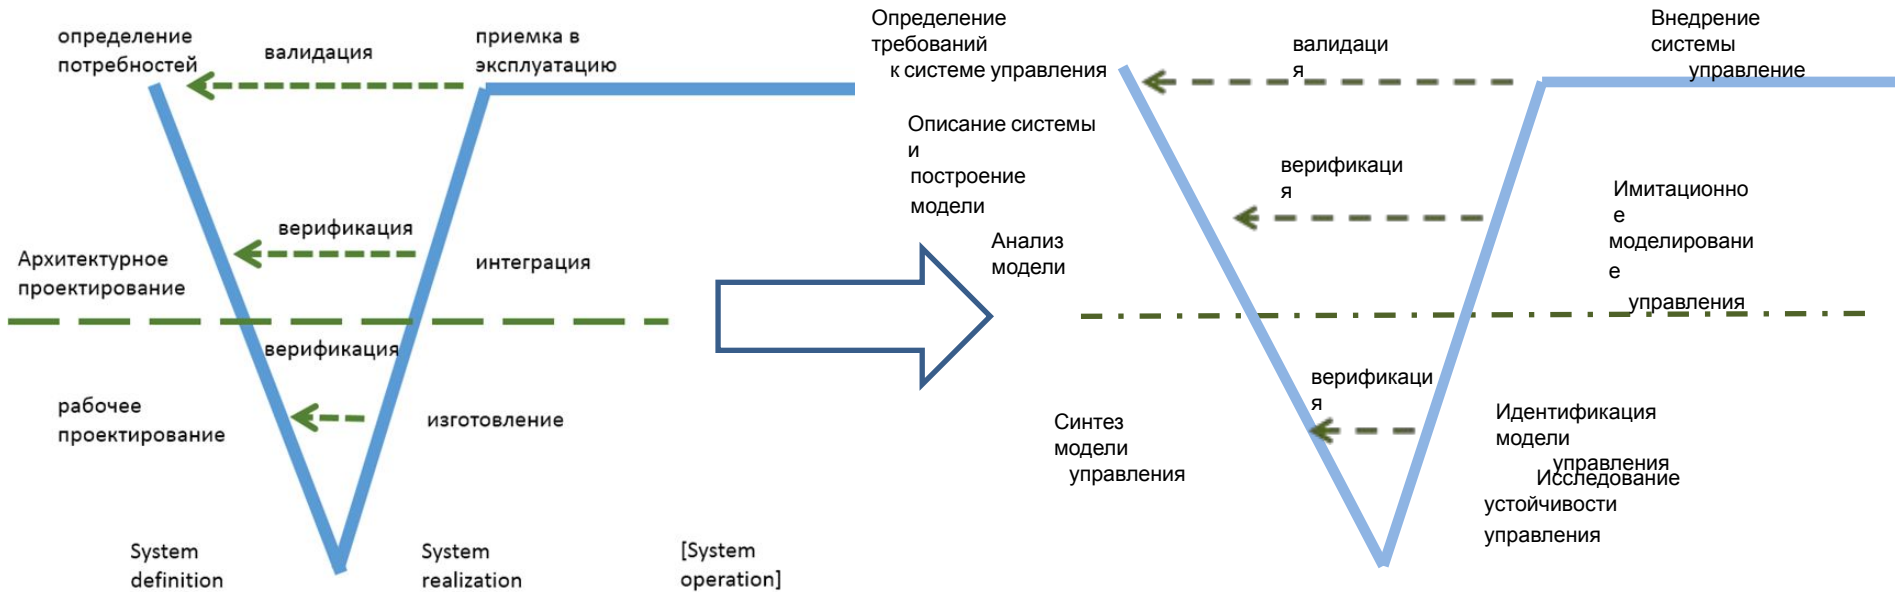 определение
потребностей
валидация
приемка в
эксплуатацию
верификация
Архитектурное
проектирование
интеграция
верификация
рабочее
проектирование
изготовление
System
definition
System
realization
[System
operation]
Определение
требований
к системе управления
валидаци
я
Внедрение
системы
управление
Описание системы
и
построение
модели
верификаци
я
Имитационно
е
моделировани
е
управления
Анализ
модели
верификаци
я
Синтез
модели
управления
Идентификация
модели
управления
Исследование
устойчивости
управления